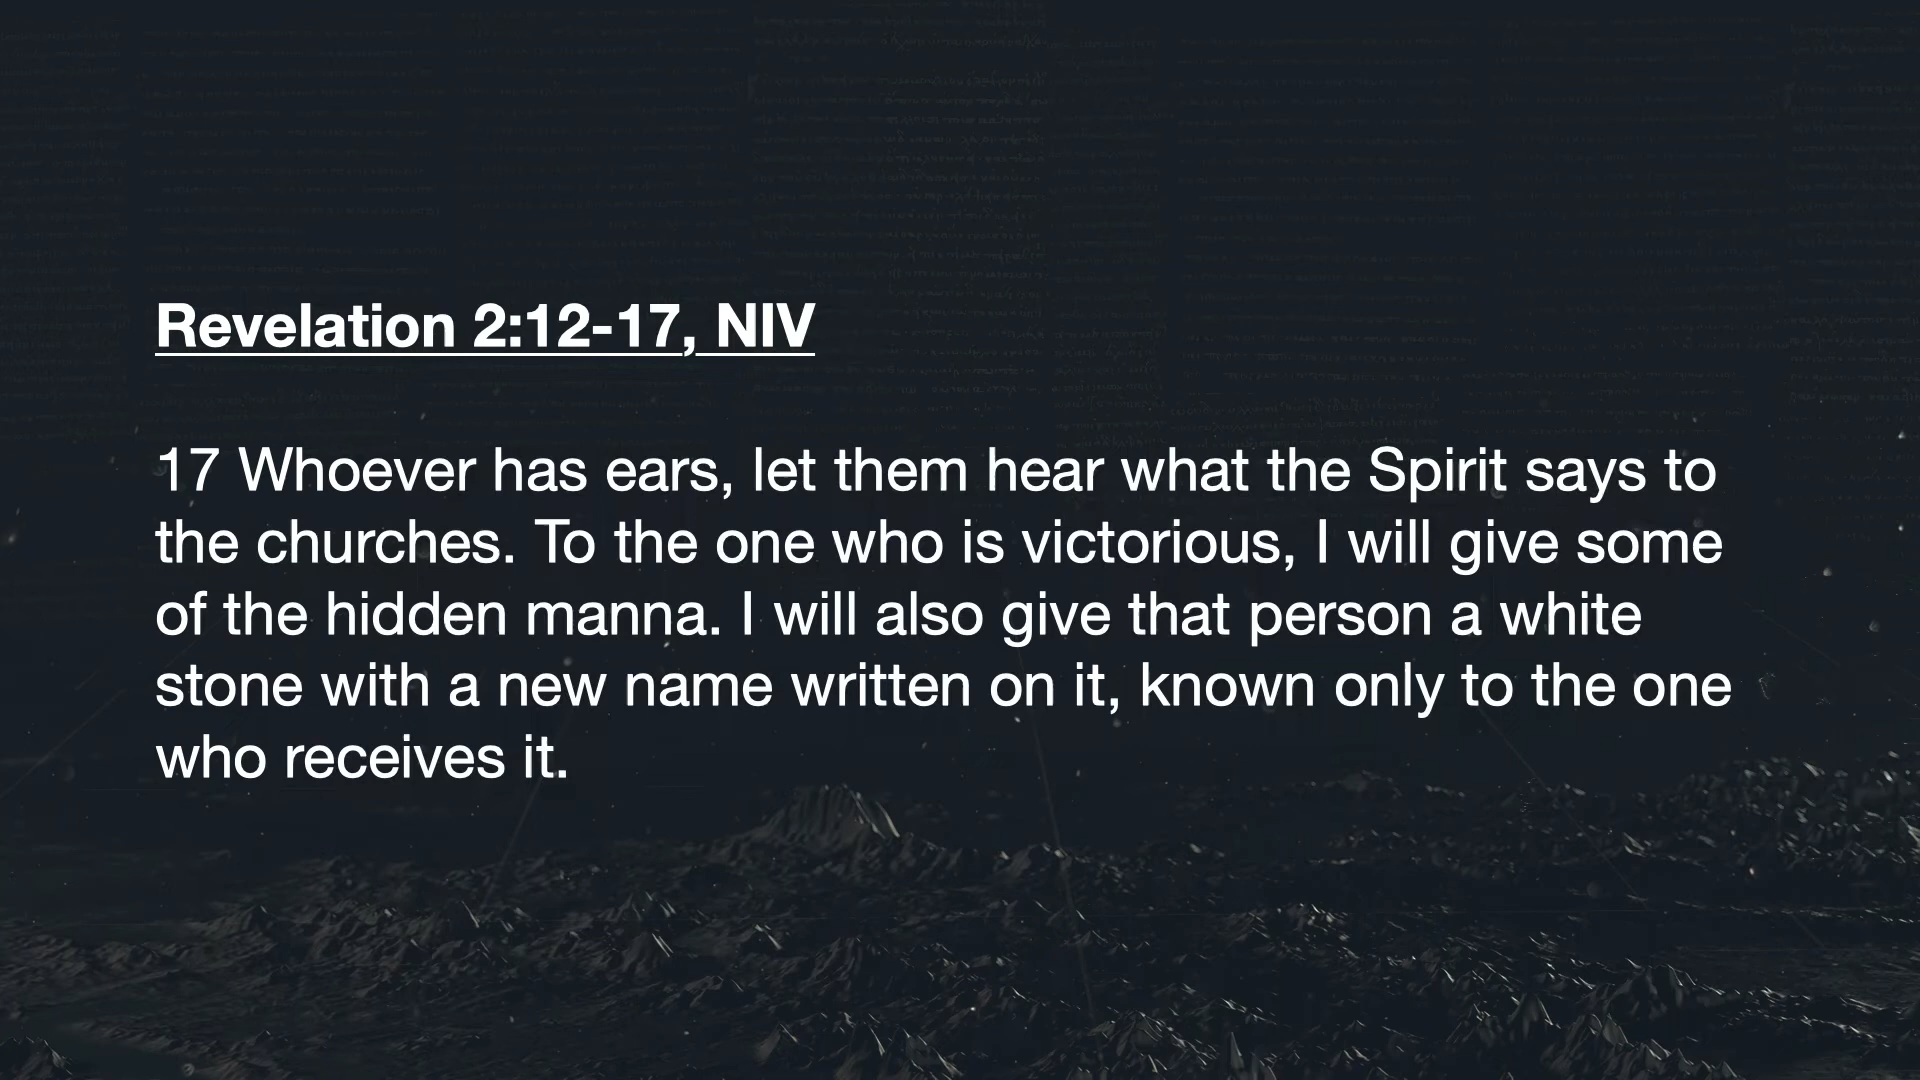 Revelation 2:12-17, NIV
17 Whoever has ears, let them hear what the Spirit says to
the churches. To the one who is victorious, I will give some
of the hidden manna. I will also give that person a white
stone with a new name written on it, known only to the one
who receives it.